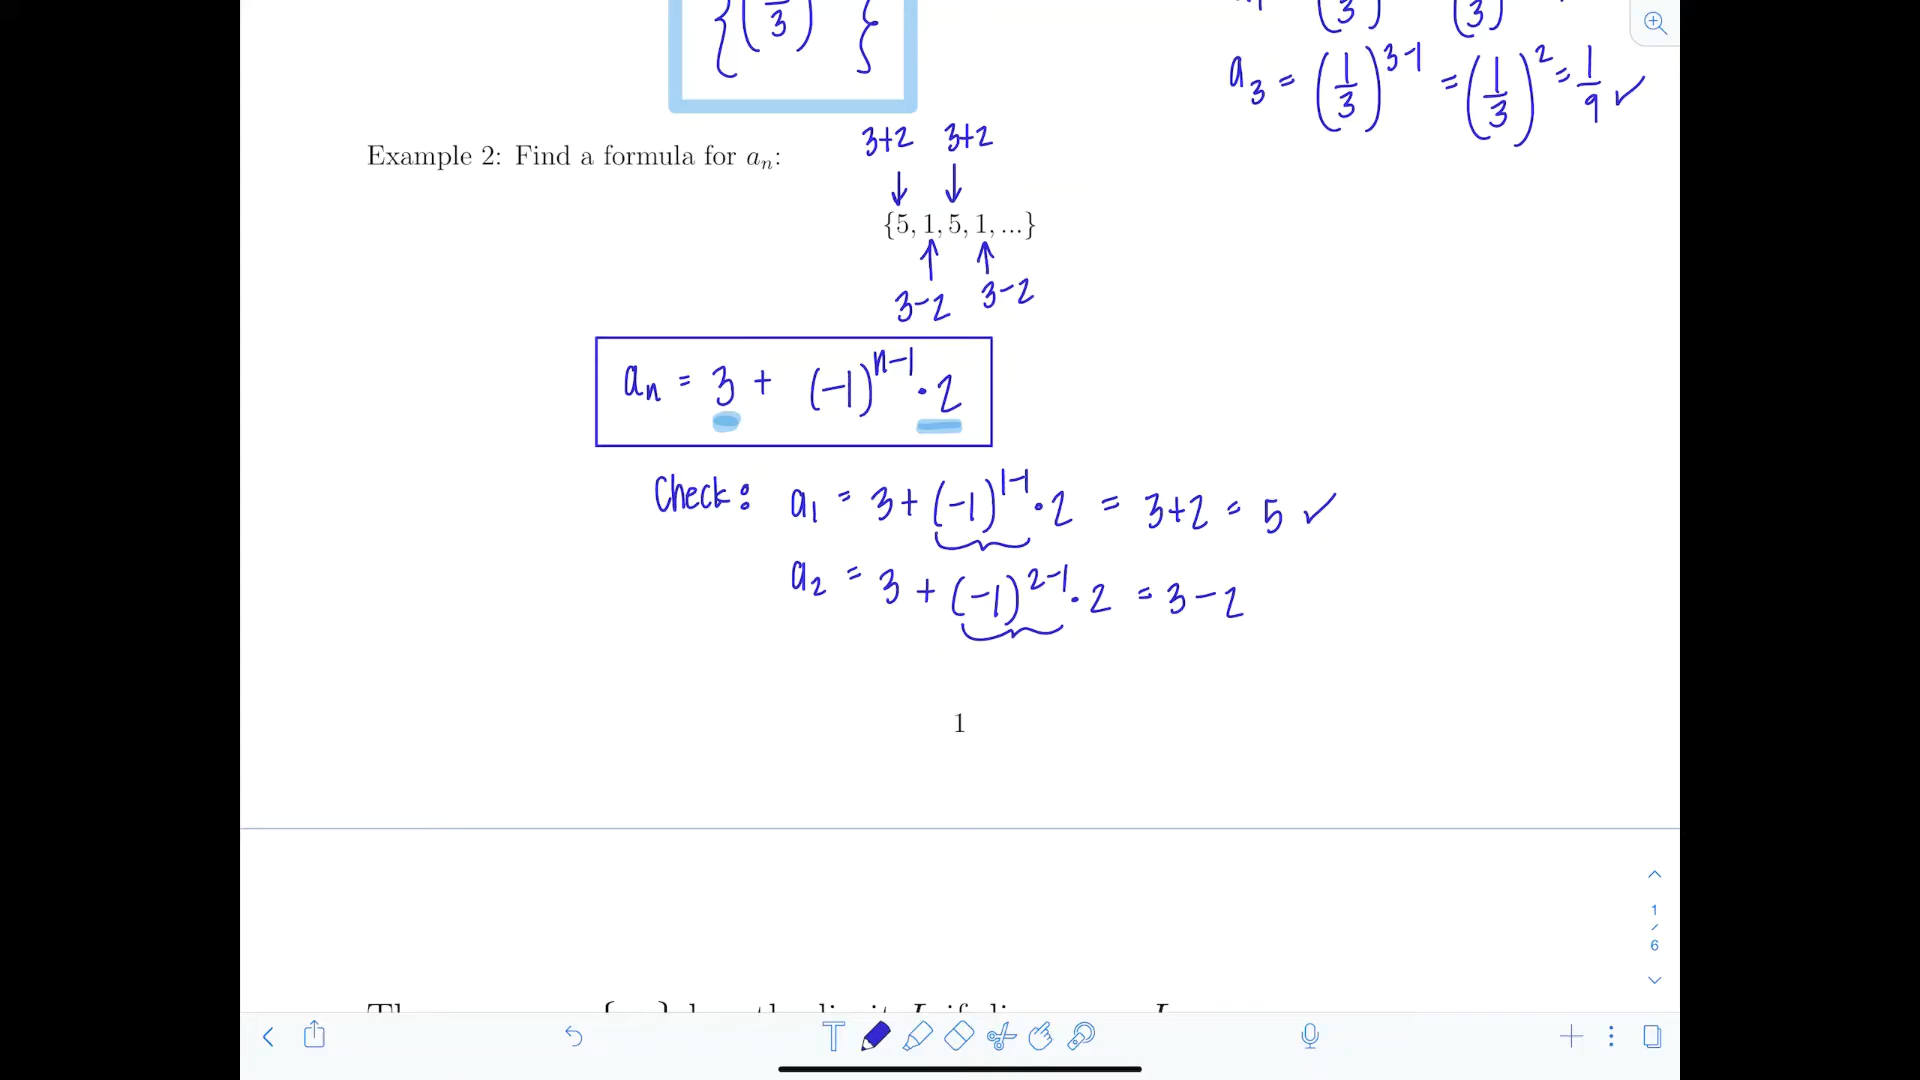 {(‾3) }
a₃ = (1/3)³⁻¹ = (1/3)² = 1/9 ✓
Example 2: Find a formula for aₙ:
3+2 3+2
{5, 1, 5, 1, ...}
3-2 3-2
aₙ = 3 + (-1)ⁿ⁻¹ · 2
Check: a₁ = 3 + (-1)¹⁻¹ · 2 = 3+2 = 5 ✓
a₂ = 3 + (-1)²⁻¹ · 2 = 3-2
1
1
/
6
T